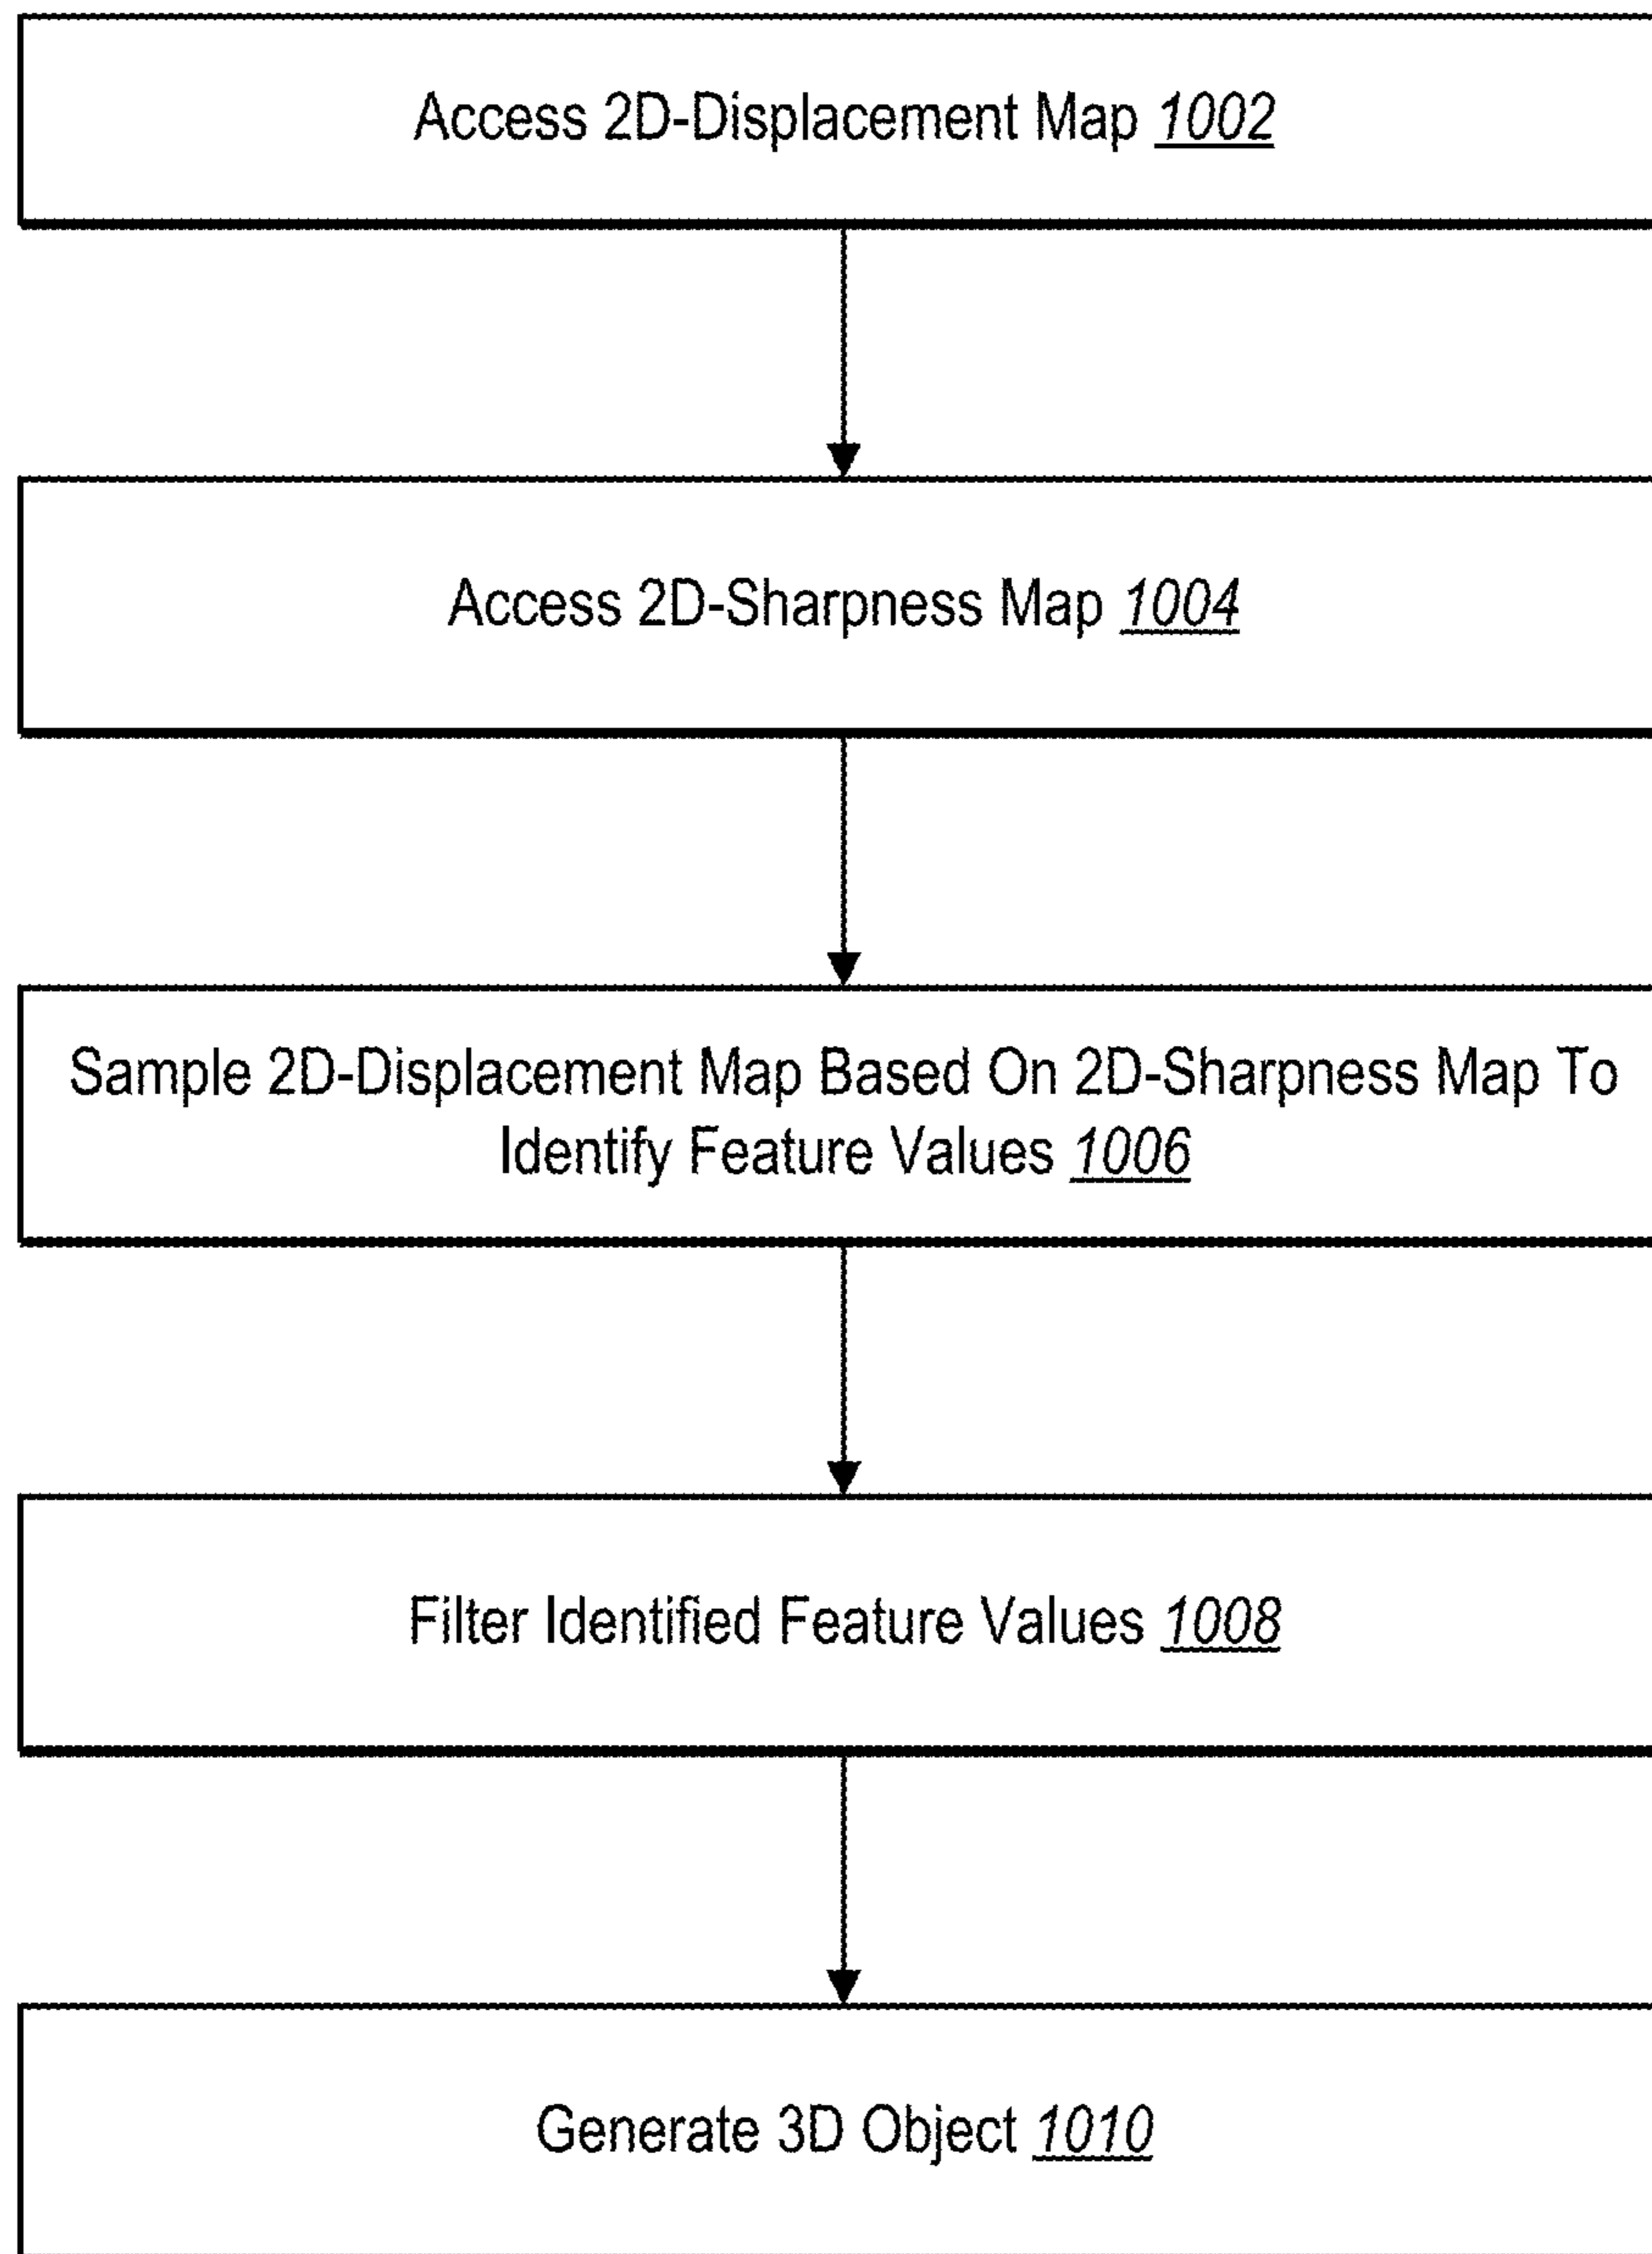 Access 2D-Displacement Map 1002
Access 2D-Sharpness Map 1004
Sample 2D-Displacement Map Based On 2D-Sharpness Map To
Identify Feature Values 1006
Filter Identified Feature Values 1008
Generate 3D Object 1010